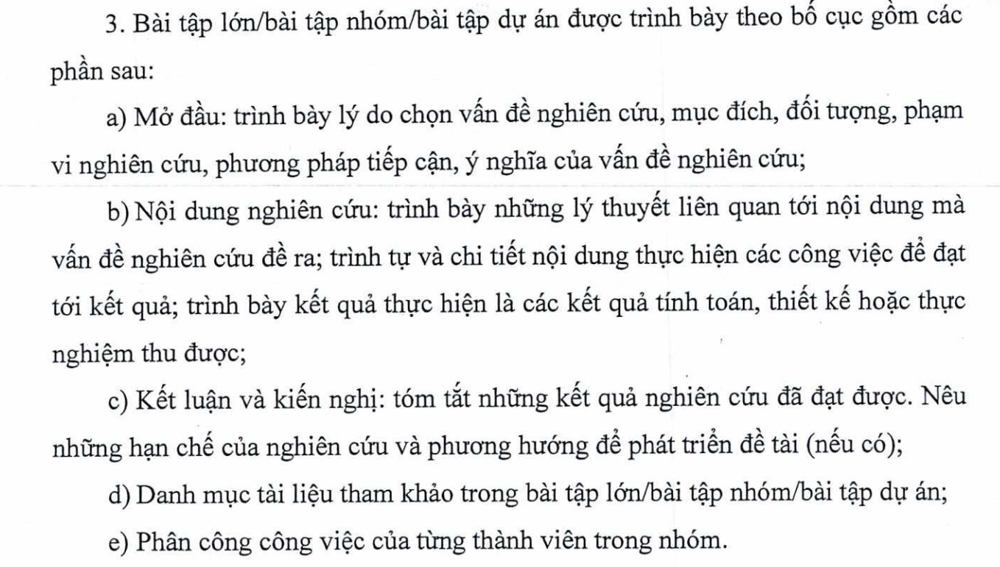 3. Bài tập lớn/bài tập nhóm/bài tập dự án được trình bày theo bố cục gồm các
phần sau:
a) Mở đầu: trình bày lý do chọn vấn đề nghiên cứu, mục đích, đối tượng, phạm
vi nghiên cứu, phương pháp tiếp cận, ý nghĩa của vấn đề nghiên cứu;
b) Nội dung nghiên cứu: trình bày những lý thuyết liên quan tới nội dung mà
vấn đề nghiên cứu đề ra; trình tự và chi tiết nội dung thực hiện các công việc để đạt
tới kết quả; trình bày kết quả thực hiện là các kết quả tính toán, thiết kế hoặc thực
nghiệm thu được;
c) Kết luận và kiến nghị: tóm tắt những kết quả nghiên cứu đã đạt được. Nêu
những hạn chế của nghiên cứu và phương hướng để phát triển đề tài (nếu có);
d) Danh mục tài liệu tham khảo trong bài tập lớn/bài tập nhóm/bài tập dự án;
e) Phân công công việc của từng thành viên trong nhóm.